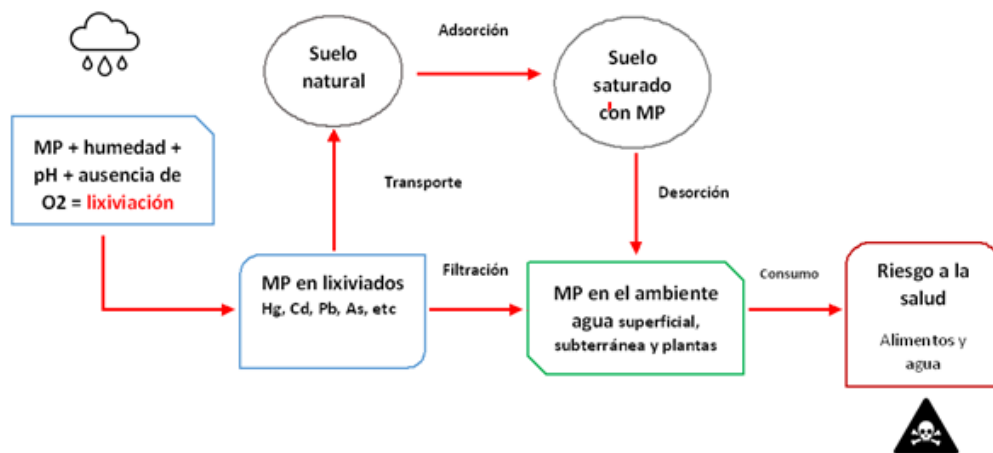 Suelo
natural
Adsorción
Suelo
saturado
con MP
MP + humedad +
pH + ausencia de
O2 = lixiviación
Transporte
Desorción
MP en lixiviados
Hg, Cd, Pb, As, etc
Filtración
MP en el ambiente
agua superficial,
subterránea y plantas
Consumo
Riesgo a la
salud
Alimentos y
agua